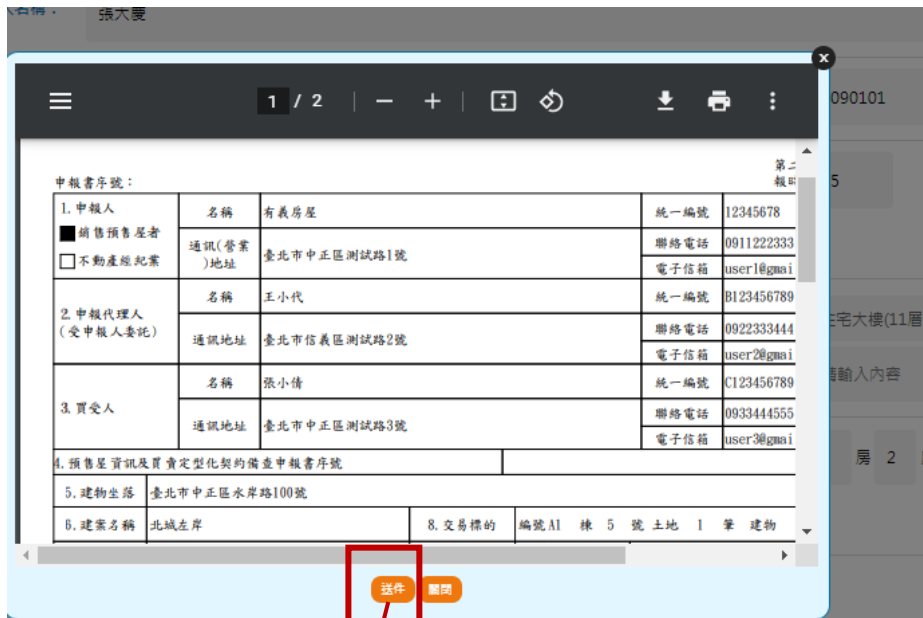 張大慶
1 / 2
090101
5
申報書序號：
1. 申報人
■銷售預售屋者
□不動產經紀業
名稱 有義房屋 統一編號 12345678
通訊(營業)地址 臺北市中正區測試路1號 聯絡電話 0911222333
電子信箱 user1@gmai
2. 申報代理人
(受申報人委託)
名稱 王小代 統一編號 B123456789
通訊地址 臺北市信義區測試路2號 聯絡電話 0922333444
電子信箱 user2@gmai
3. 買受人
名稱 張小倩 統一編號 C123456789
通訊地址 臺北市中正區測試路3號 聯絡電話 0933444555
電子信箱 user3@gmai
4. 預售屋資訊及買賣定型化契約備查申報書序號
5. 建物坐落 臺北市中正區水岸路100號
6. 建案名稱 北城左岸 8. 交易標的 編號A1 棟 5 號 土地 1 筆 建物
住宅大樓(11層
請輸入內容
房 2
送件 關閉